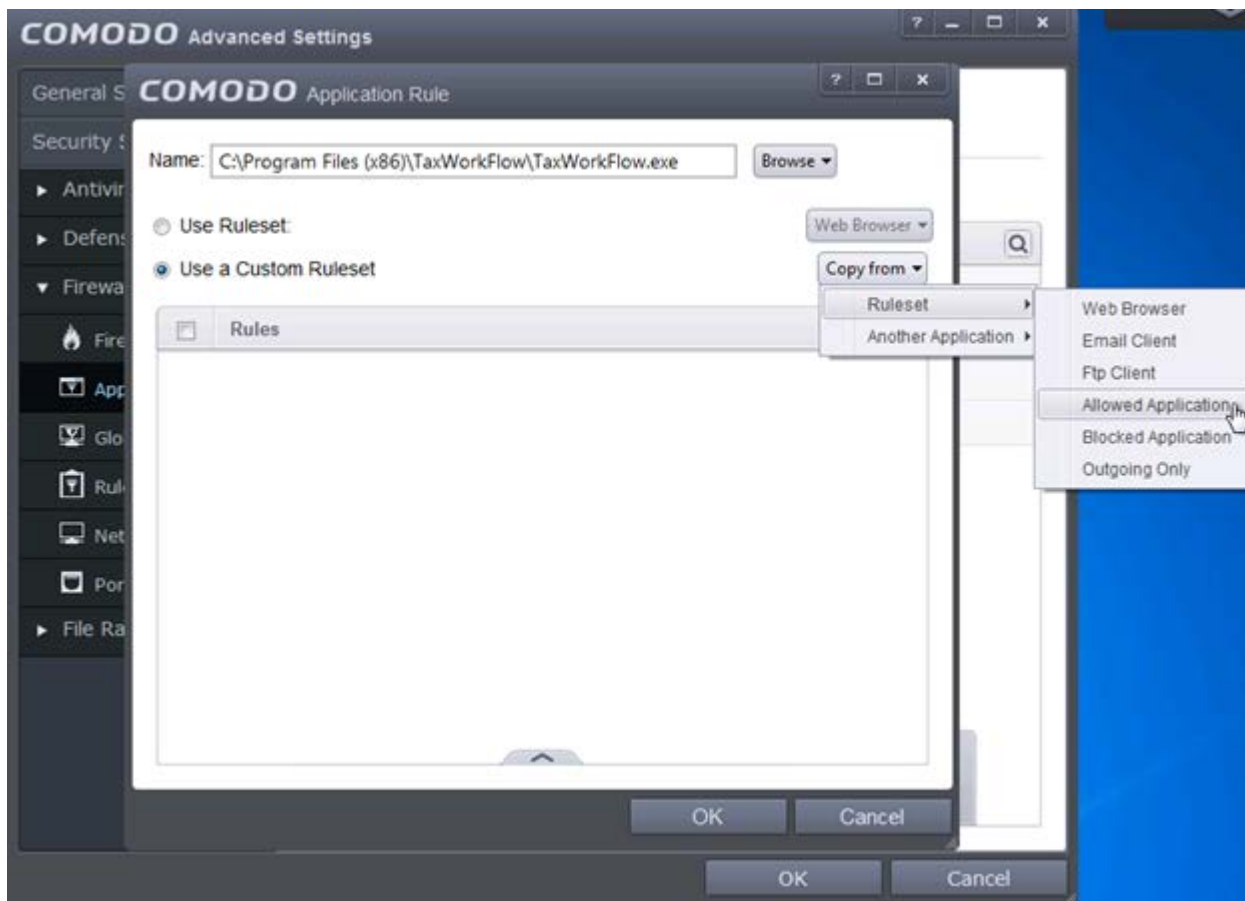 COMODO Advanced Settings
General S
COMODO Application Rule
Security S
Name: C:\Program Files (x86)\TaxWorkFlow\TaxWorkFlow.exe Browse
Antivir
Use Ruleset: Web Browser
Defens
Use a Custom Ruleset Copy from
Firewa
Ruleset
Another Application
Web Browser
Email Client
Ftp Client
Allowed Application
Blocked Application
Outgoing Only
Rules
Fire
App
Glo
Rul
Net
Por
File Ra
OK Cancel
OK Cancel